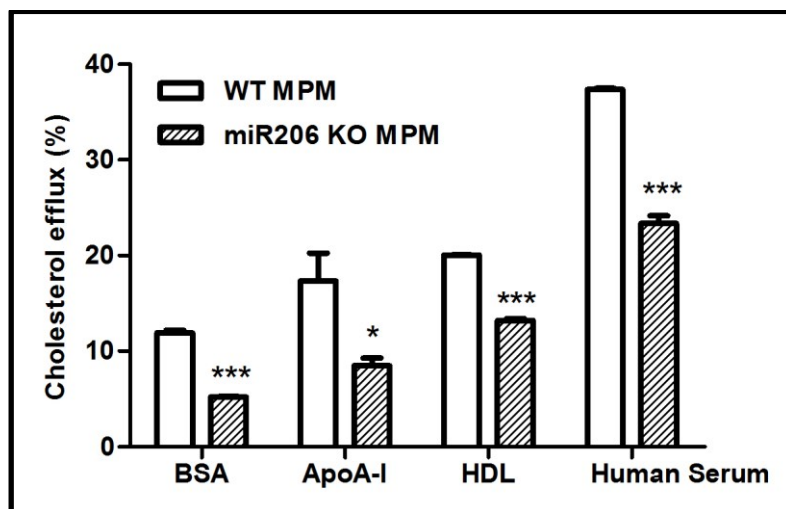 40
30
20
10
0
Cholesterol efflux (%)
WT MPM
miR206 KO MPM
***
*
***
***
BSA
ApoA-I
HDL
Human Serum